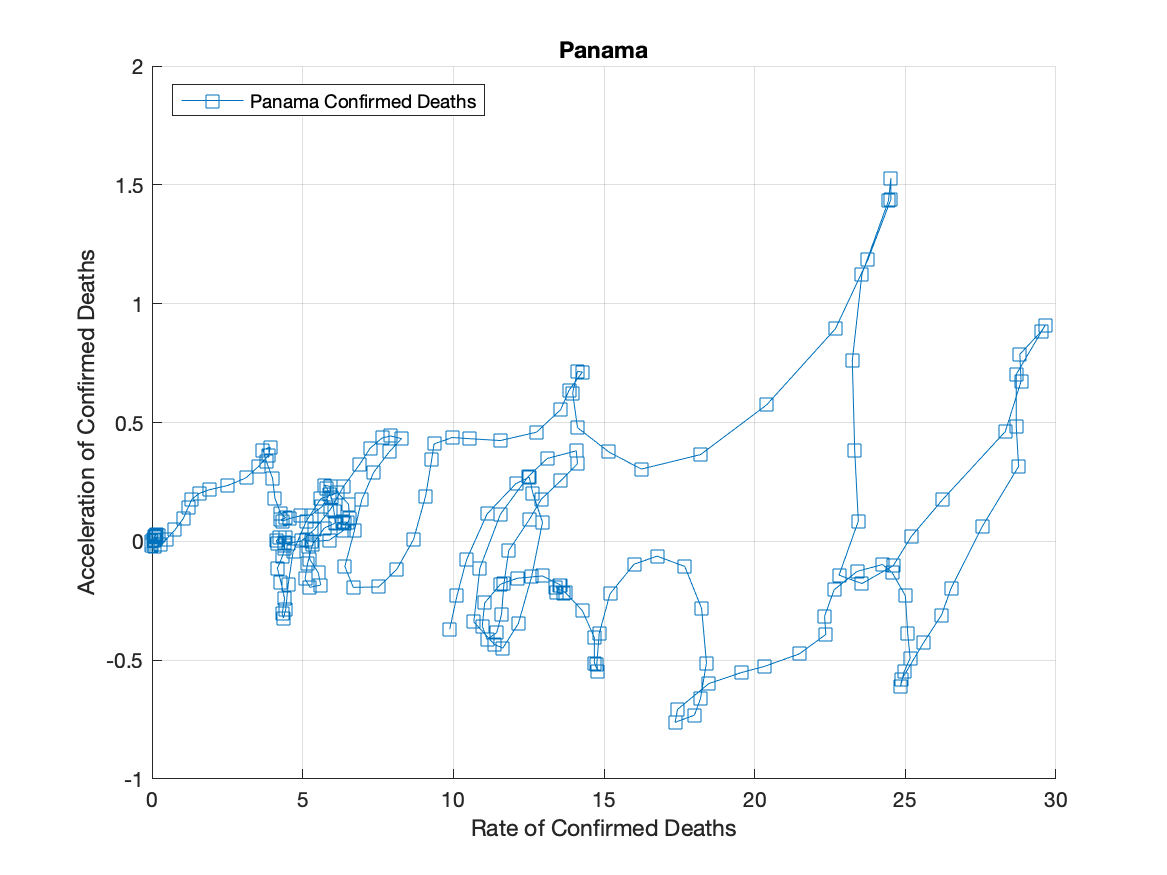 Panama
2
Panama Confirmed Deaths
1.5
1
0.5
0
-0.5
-1
Acceleration of Confirmed Deaths
0 5 10 15 20 25 30
Rate of Confirmed Deaths